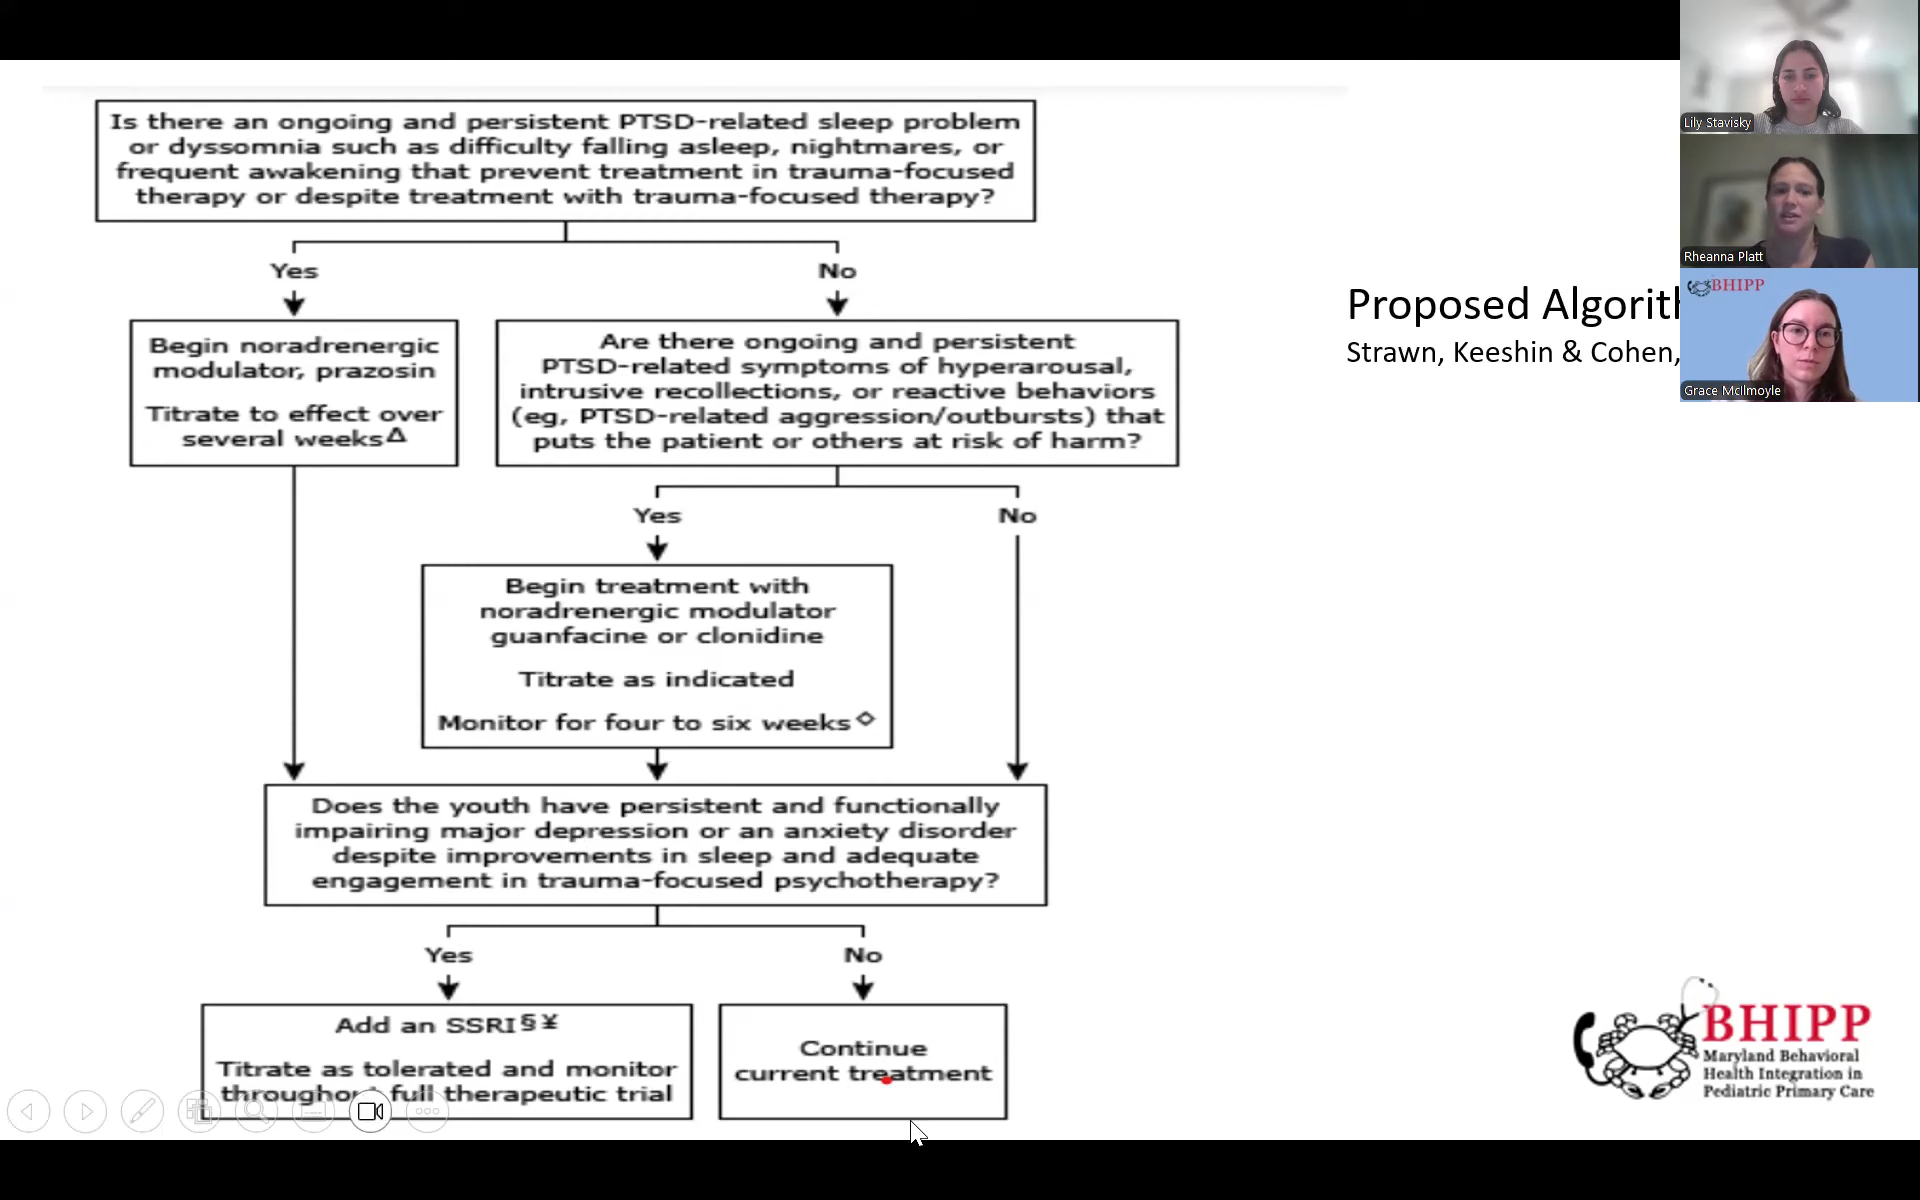 Is there an ongoing and persistent PTSD-related sleep problem
or dyssomnia such as difficulty falling asleep, nightmares, or
frequent awakening that prevent treatment in trauma-focused
therapy or despite treatment with trauma-focused therapy?
Yes
No
Begin noradrenergic
modulator, prazosin
Titrate to effect over
several weeks△
Are there ongoing and persistent
PTSD-related symptoms of hyperarousal,
intrusive recollections, or reactive behaviors
(eg, PTSD-related aggression/outbursts) that
puts the patient or others at risk of harm?
Yes
No
Begin treatment with
noradrenergic modulator
guanfacine or clonidine
Titrate as indicated
Monitor for four to six weeks◇
Does the youth have persistent and functionally
impairing major depression or an anxiety disorder
despite improvements in sleep and adequate
engagement in trauma-focused psychotherapy?
Yes
No
Add an SSRI§¥
Titrate as tolerated and monitor
full therapeutic trial
Continue
current treatment
Proposed
Strawn, Keeshin & Cohen,
Lily Stavisky
Rheanna Platt
BHIPP
Grace McIlmoyle
BHIPP
Maryland Behavioral
Health Integration in
Pediatric Primary Care